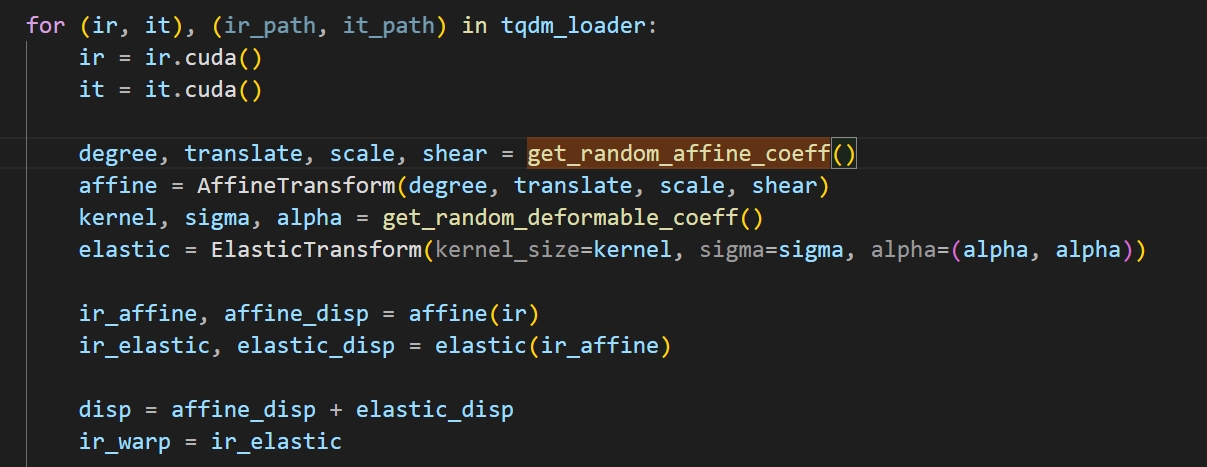 for (ir, it), (ir_path, it_path) in tqdm_loader:
    ir = ir.cuda()
    it = it.cuda()
    degree, translate, scale, shear = get_random_affine_coeff()
    affine = AffineTransform(degree, translate, scale, shear)
    kernel, sigma, alpha = get_random_deformable_coeff()
    elastic = ElasticTransform(kernel_size=kernel, sigma=sigma, alpha=(alpha, alpha))
    ir_affine, affine_disp = affine(ir)
    ir_elastic, elastic_disp = elastic(ir_affine)
    disp = affine_disp + elastic_disp
    ir_warp = ir_elastic